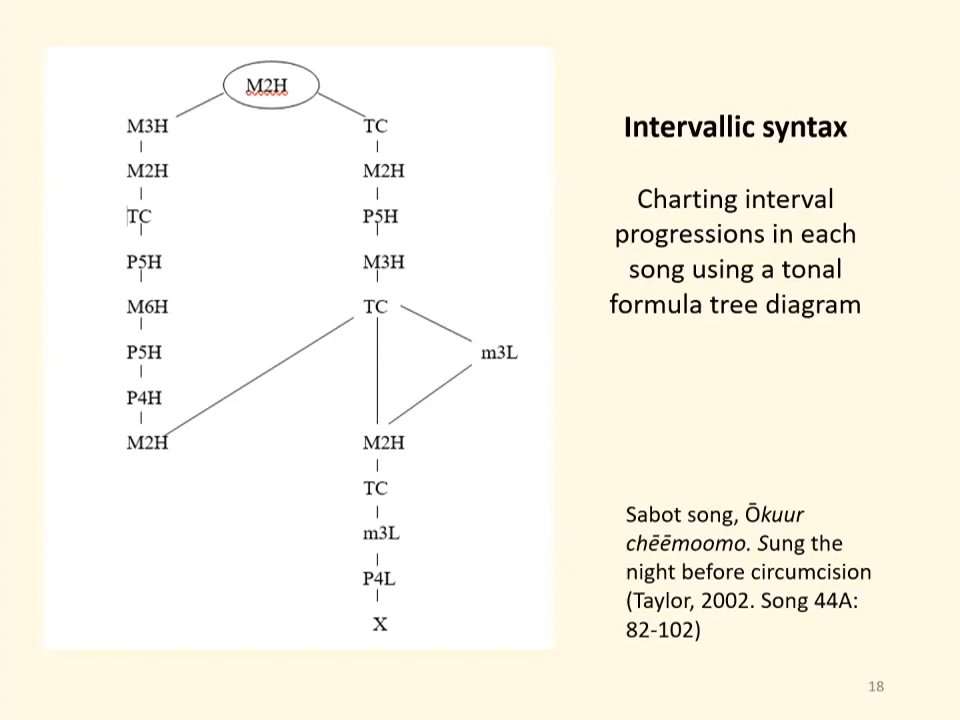 M2H
M3H TC
M2H M2H
TC P5H
P5H M3H
M6H TC
P5H m3L
P4H
M2H M2H
TC
m3L
P4L
X
Intervallic syntax
Charting interval
progressions in each
song using a tonal
formula tree diagram
Sabot song, Ōkuur
chēēmoomo. Sung the
night before circumcision
(Taylor, 2002. Song 44A:
82-102)
18